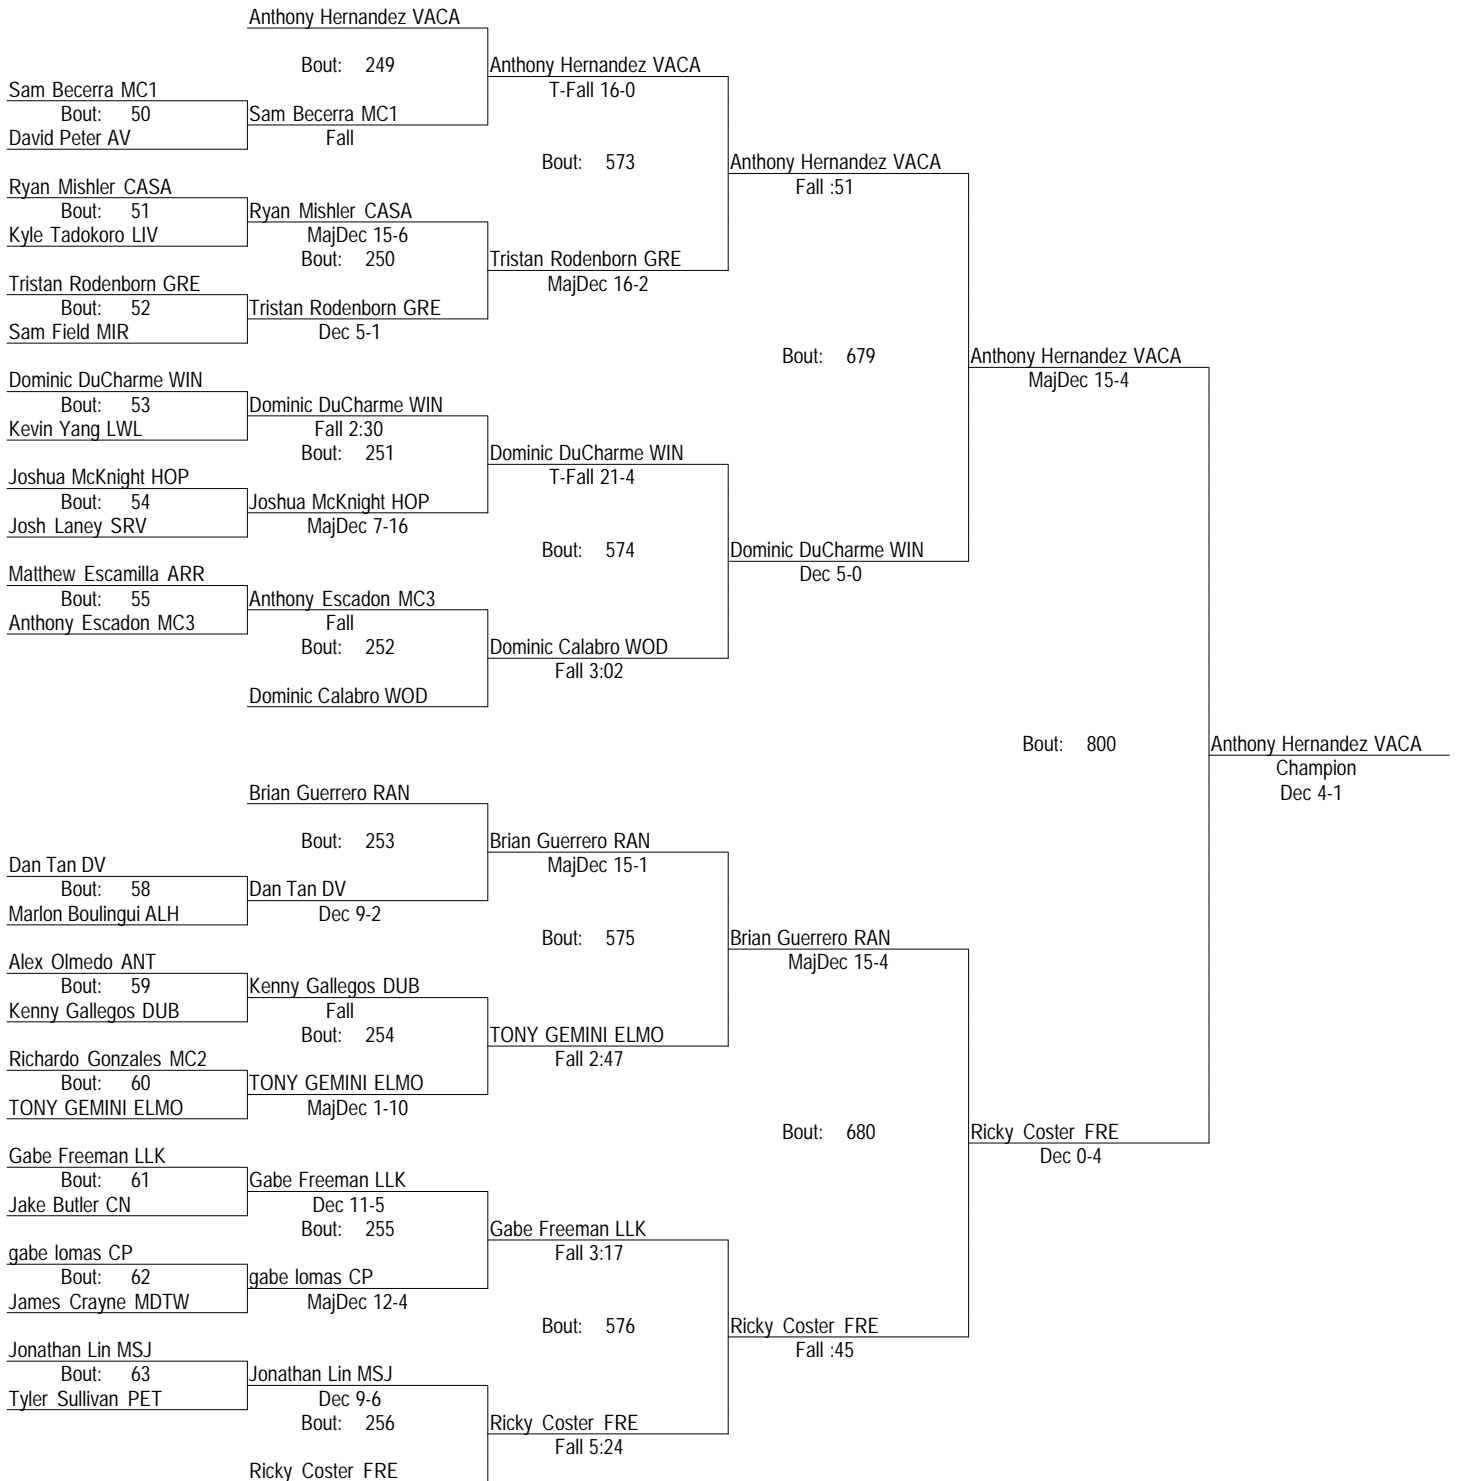 Anthony Hernandez VACA
Bout: 249
Anthony Hernandez VACA
T-Fall 16-0
Sam Becerra MC1
Bout: 50
David Peter AV
Sam Becerra MC1
Fall
Bout: 573
Anthony Hernandez VACA
Fall :51
Ryan Mishler CASA
Bout: 51
Kyle Tadokoro LIV
Ryan Mishler CASA
MajDec 15-6
Bout: 250
Tristan Rodenborn GRE
MajDec 16-2
Tristan Rodenborn GRE
Bout: 52
Sam Field MIR
Tristan Rodenborn GRE
Dec 5-1
Bout: 679
Anthony Hernandez VACA
MajDec 15-4
Dominic DuCharme WIN
Bout: 53
Kevin Yang LWL
Dominic DuCharme WIN
Fall 2:30
Bout: 251
Dominic DuCharme WIN
T-Fall 21-4
Joshua McKnight HOP
Bout: 54
Josh Laney SRV
Joshua McKnight HOP
MajDec 7-16
Bout: 574
Dominic DuCharme WIN
Dec 5-0
Matthew Escamilla ARR
Bout: 55
Anthony Escadon MC3
Anthony Escadon MC3
Fall
Bout: 252
Dominic Calabro WOD
Fall 3:02
Dominic Calabro WOD
Bout: 800
Anthony Hernandez VACA
Champion
Dec 4-1
Brian Guerrero RAN
Bout: 253
Brian Guerrero RAN
MajDec 15-1
Dan Tan DV
Bout: 58
Marlon Boulingui ALH
Dan Tan DV
Dec 9-2
Bout: 575
Brian Guerrero RAN
MajDec 15-4
Alex Olmedo ANT
Bout: 59
Kenny Gallegos DUB
Kenny Gallegos DUB
Fall
Bout: 254
TONY GEMINI ELMO
Fall 2:47
Richardo Gonzales MC2
Bout: 60
TONY GEMINI ELMO
TONY GEMINI ELMO
MajDec 1-10
Bout: 680
Ricky Coster FRE
Dec 0-4
Gabe Freeman LLK
Bout: 61
Jake Butler CN
Gabe Freeman LLK
Dec 11-5
Bout: 255
Gabe Freeman LLK
Fall 3:17
gabe lomas CP
Bout: 62
James Crayne MDTW
gabe lomas CP
MajDec 12-4
Bout: 576
Ricky Coster FRE
Fall :45
Jonathan Lin MSJ
Bout: 63
Tyler Sullivan PET
Jonathan Lin MSJ
Dec 9-6
Bout: 256
Ricky Coster FRE
Fall 5:24
Ricky Coster FRE